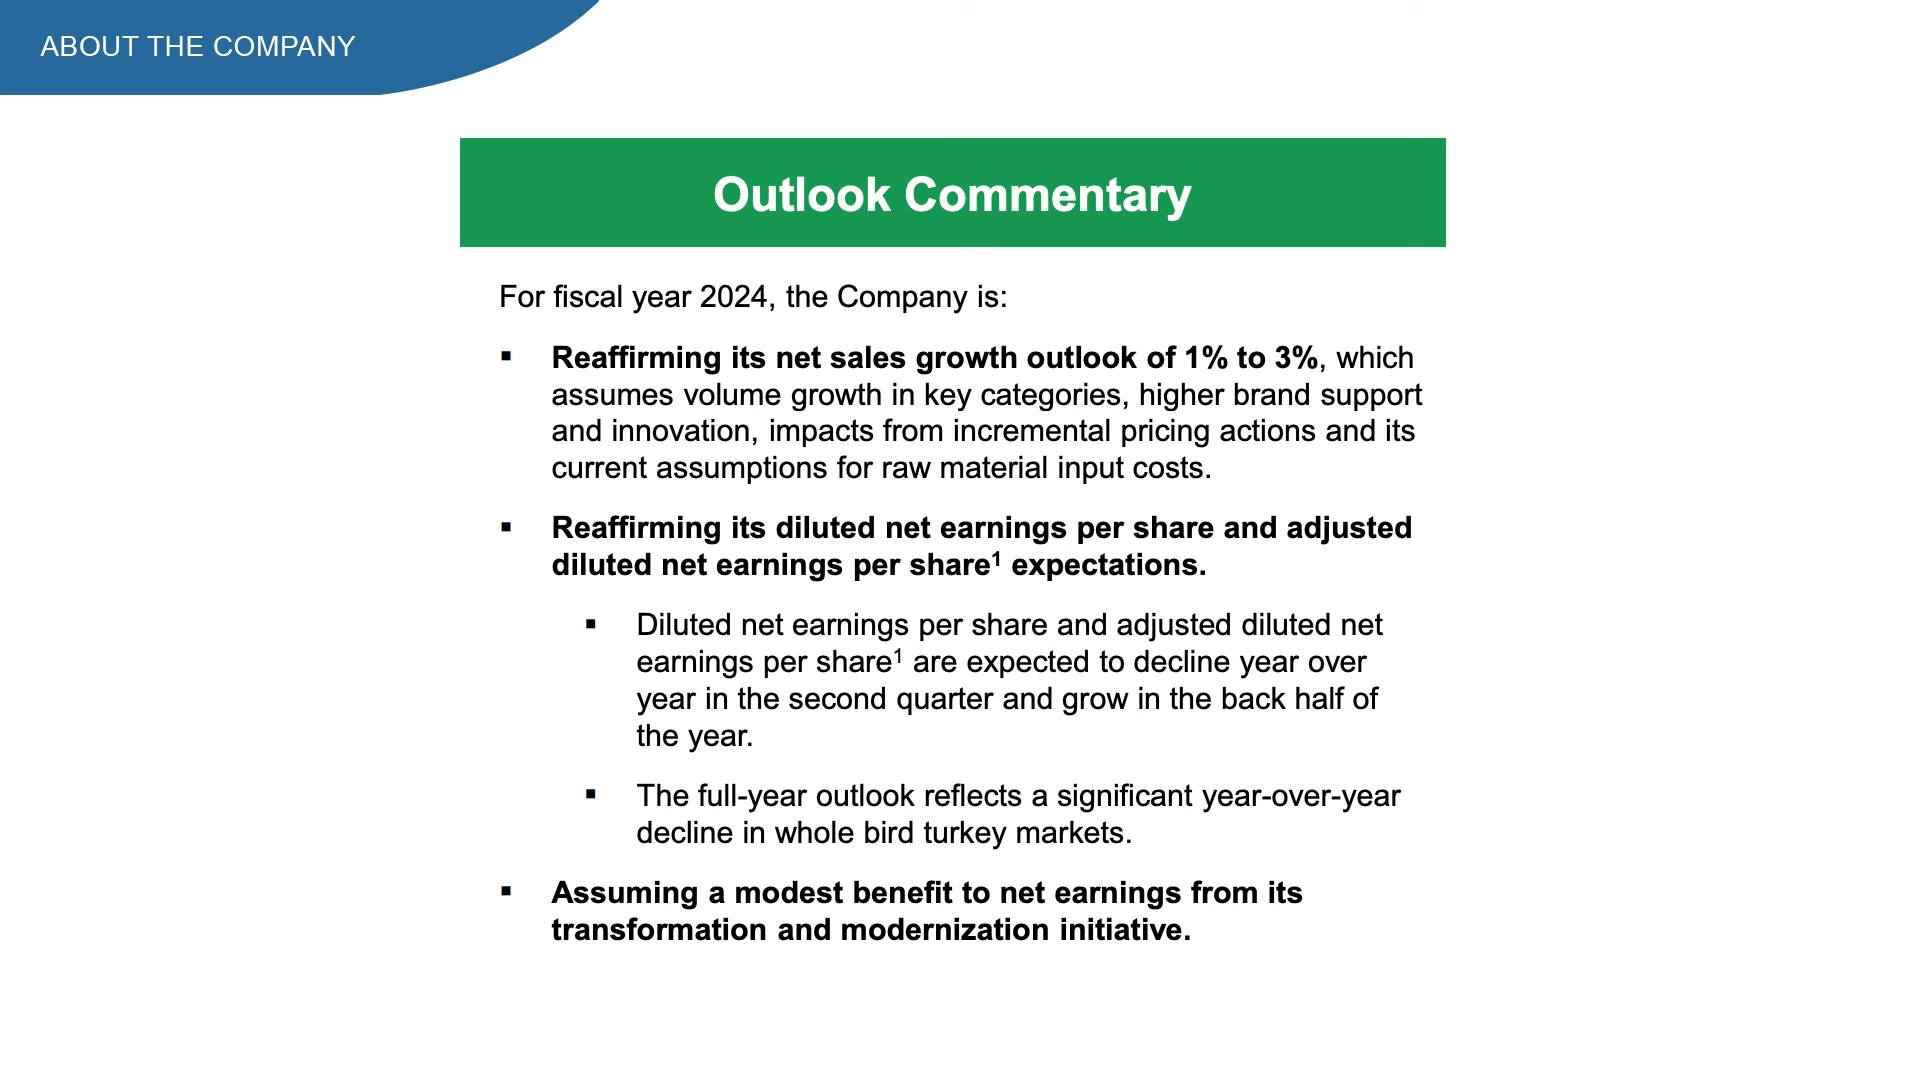 ABOUT THE COMPANY
Outlook Commentary
For fiscal year 2024, the Company is:
▪ Reaffirming its net sales growth outlook of 1% to 3%, which
assumes volume growth in key categories, higher brand support
and innovation, impacts from incremental pricing actions and its
current assumptions for raw material input costs.
▪ Reaffirming its diluted net earnings per share and adjusted
diluted net earnings per share¹ expectations.
▪ Diluted net earnings per share and adjusted diluted net
earnings per share¹ are expected to decline year over
year in the second quarter and grow in the back half of
the year.
▪ The full-year outlook reflects a significant year-over-year
decline in whole bird turkey markets.
▪ Assuming a modest benefit to net earnings from its
transformation and modernization initiative.